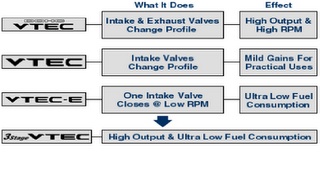 What It Does
Effect
DOHC
VTEC
Intake & Exhaust Valves
Change Profile
High Output &
High RPM
VTEC
Intake Valves
Change Profile
Mild Gains For
Practical Uses
VTEC-E
One Intake Valve
Closes @ Low RPM
Ultra Low Fuel
Consumption
3Stage VTEC
High Output & Ultra Low Fuel Consumption